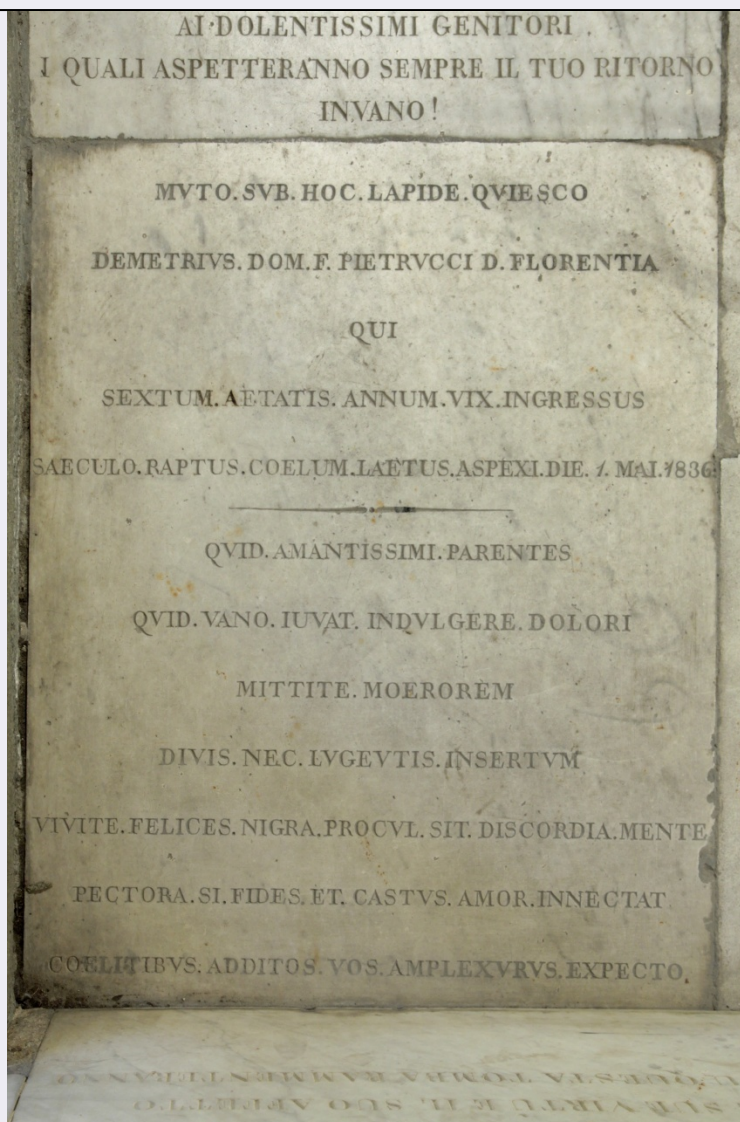 AI·DOLENTISSIMI GENITORI .
I QUALI ASPETTERANNO SEMPRE IL TUO RITORNO
INVANO!
MVTO.SVB.HOC.LAPIDE.QVIESCO
DEMETRIVS.DOM.F. PIETRVCCI D.FLORENTIA
QUI
SEXTUM.AETATIS.ANNUM.VIX.INGRESSUS
SAECULO.RAPTUS.COELUM.LAETUS.ASPEXI.DIE. 1. MAI.1836
QVID.AMANTISSIMI.PARENTES
QVID.VANO.IUVAT. INDVLGERE.DOLORI
MITTITE.MOEROREM
DIVIS.NEC.LVGEVTIS.INSERTVM
VIVITE.FELICES.NIGRA.PROCVL.SIT.DISCORDIA.MENTE
PECTORA.SI.FIDES.ET.CASTVS.AMOR.INNECTAT
COELITIBVS.ADDITOS.VOS.AMPLEXVRVS.EXPECTO.